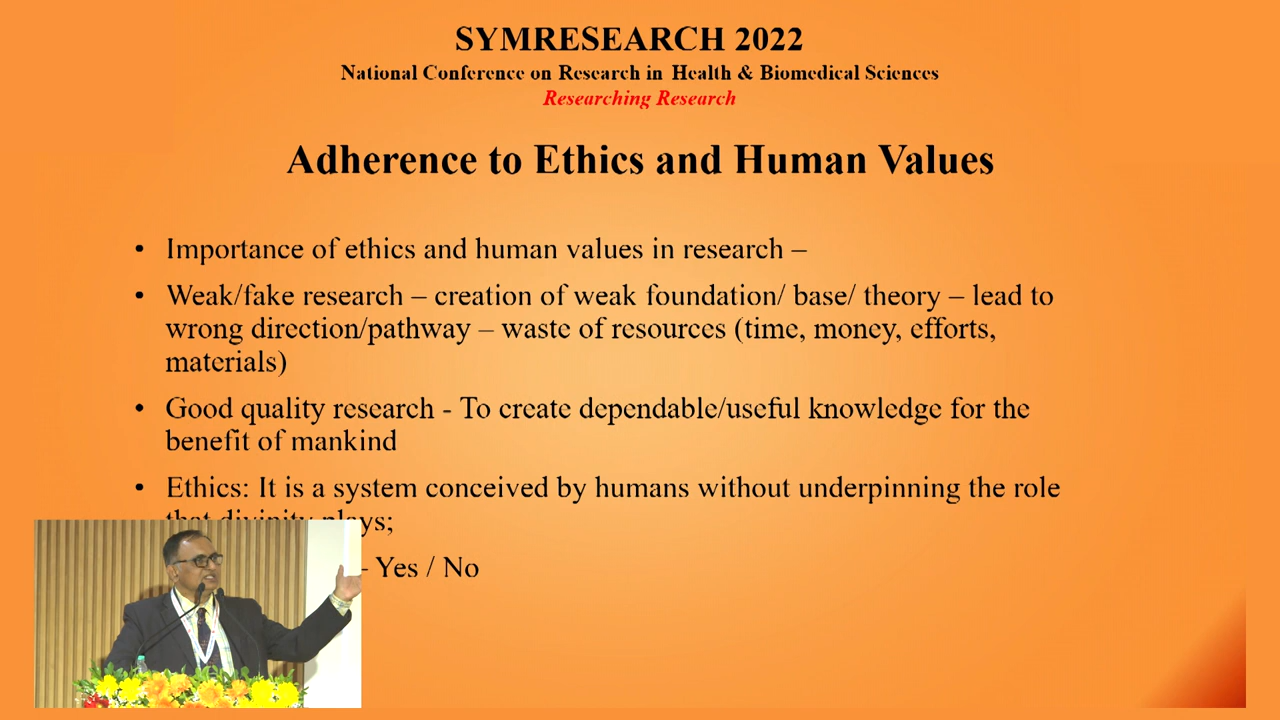 SYMRESEARCH 2022
National Conference on Research in Health & Biomedical Sciences
Researching Research
Adherence to Ethics and Human Values
• Importance of ethics and human values in research –
• Weak/fake research – creation of weak foundation/ base/ theory – lead to
wrong direction/pathway – waste of resources (time, money, efforts,
materials)
• Good quality research - To create dependable/useful knowledge for the
benefit of mankind
• Ethics: It is a system conceived by humans without underpinning the role
that divinity plays;
– Yes / No